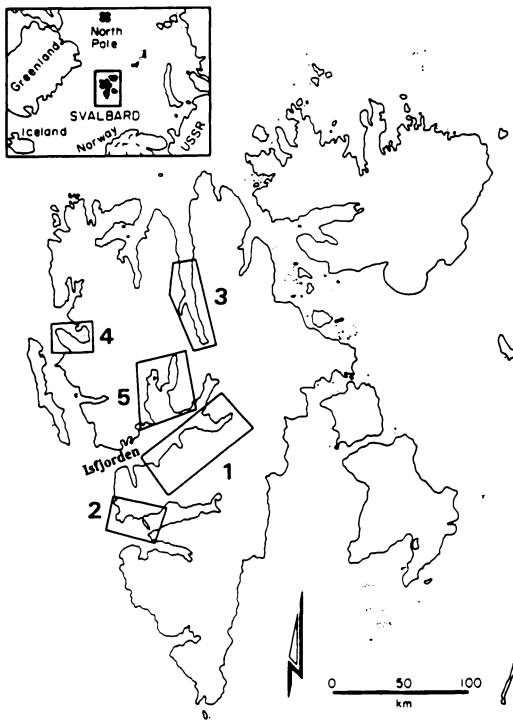 North
Pole
Greenland
SVALBARD
Iceland
Norway
USSR
3
4
5
Isfjorden
1
2
0 50 100
km